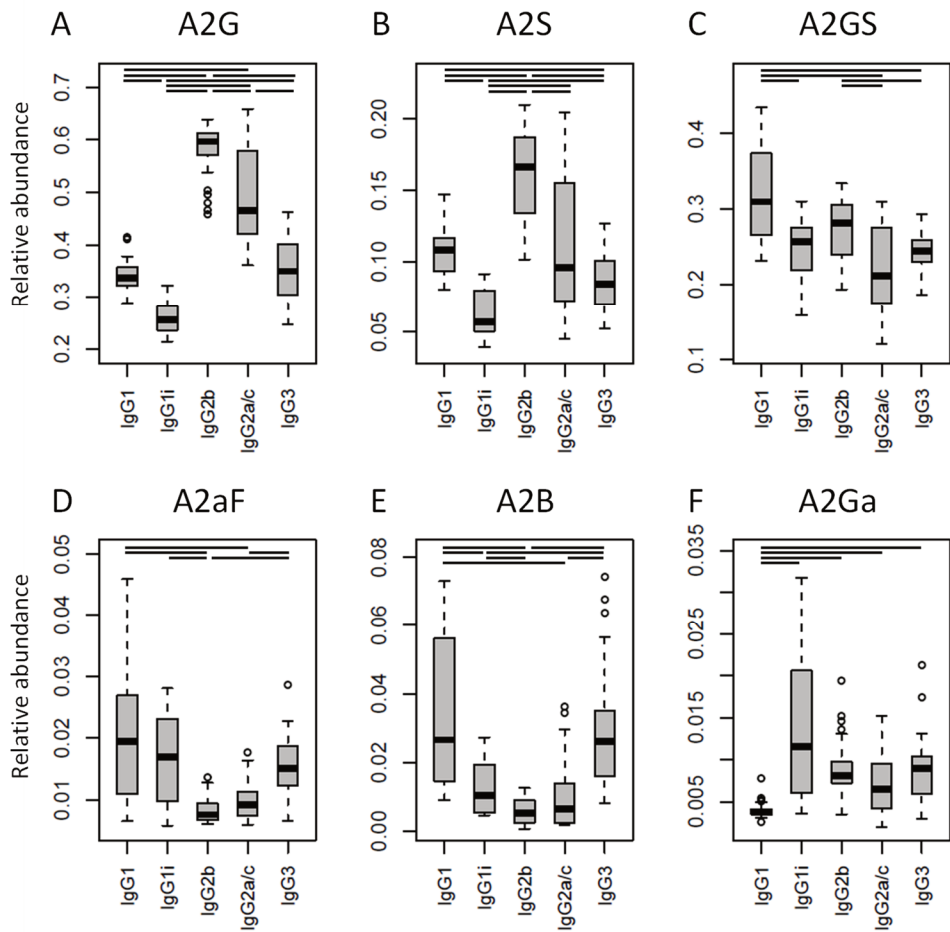 A A2G
B A2S
C A2GS
Relative abundance
0.7
0.6
0.5
0.4
0.3
0.2
IgG1 IgG1i IgG2b IgG2a/c IgG3
0.20
0.15
0.10
0.05
IgG1 IgG1i IgG2b IgG2a/c IgG3
0.4
0.3
0.2
0.1
IgG1 IgG1i IgG2b IgG2a/c IgG3
D A2aF
E A2B
F A2Ga
Relative abundance
0.05
0.04
0.03
0.02
0.01
IgG1 IgG1i IgG2b IgG2a/c IgG3
0.08
0.06
0.04
0.02
0.00
IgG1 IgG1i IgG2b IgG2a/c IgG3
0.035
0.025
0.015
0.005
IgG1 IgG1i IgG2b IgG2a/c IgG3